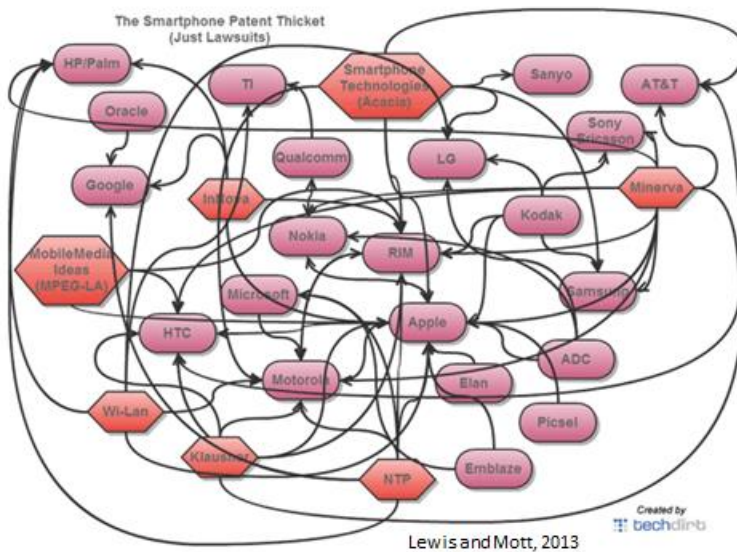 The Smartphone Patent Thicket
(Just Lawsuits)
HP/Palm
TI
Smartphone
Technologies
(Acacia)
Sanyo
AT&T
Oracle
Sony
Ericsson
Qualcomm
LG
Google
InNova
Minerva
Kodak
Nokia
RIM
MobileMedia
Ideas
(MPEG-LA)
Microsoft
Samsung
HTC
Apple
Motorola
ADC
Elan
Wi-Lan
Picsel
Klausner
NTP
Emblaze
Created by
techdirt
Lewis and Mott, 2013